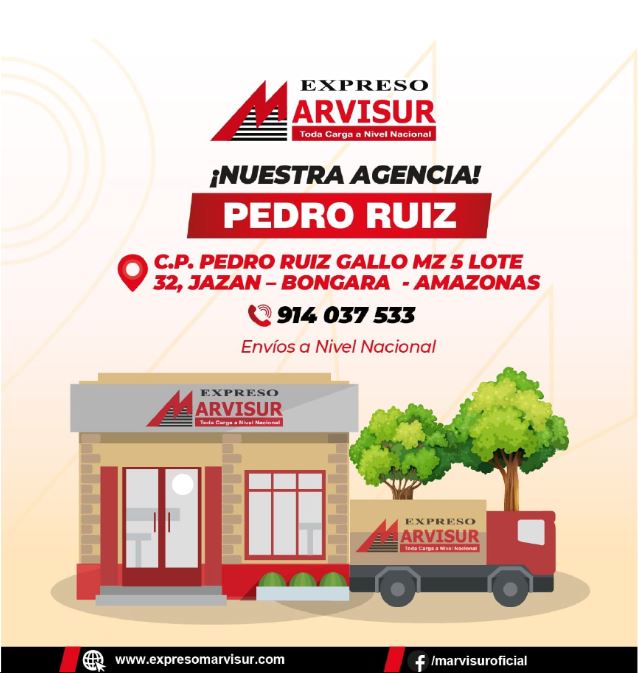 EXPRESO
MARVISUR
Toda Carga a Nivel Nacional
¡NUESTRA AGENCIA!
PEDRO RUIZ
C.P. PEDRO RUIZ GALLO MZ 5 LOTE
32, JAZAN – BONGARA - AMAZONAS
914 037 533
Envíos a Nivel Nacional
EXPRESO
MARVISUR
Toda Carga a Nivel Nacional
EXPRESO
MARVISUR
Toda Carga a Nivel Nacional
www.expresomarvisur.com
/marvisuroficial